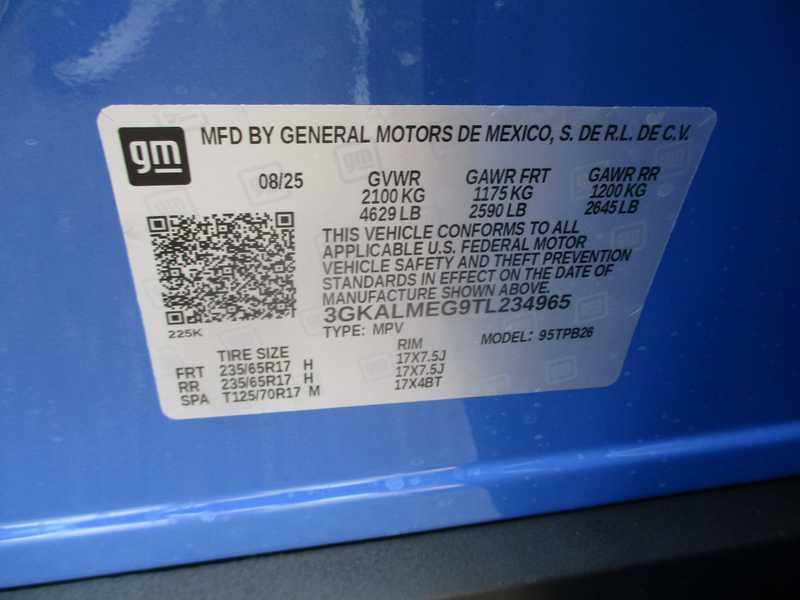 gm
MFD BY GENERAL MOTORS DE MEXICO, S. DE R.L. DE C.V.
08/25 GVWR GAWR FRT GAWR RR
2100 KG 1175 KG 1200 KG
4629 LB 2590 LB 2645 LB
THIS VEHICLE CONFORMS TO ALL
APPLICABLE U.S. FEDERAL MOTOR
VEHICLE SAFETY AND THEFT PREVENTION
STANDARDS IN EFFECT ON THE DATE OF
MANUFACTURE SHOWN ABOVE.
3GKALMEG9TL234965
225K
TYPE: MPV MODEL: 95TPB26
TIRE SIZE RIM
FRT 235/65R17 H 17X7.5J
RR 235/65R17 H 17X7.5J
SPA T125/70R17 M 17X4BT